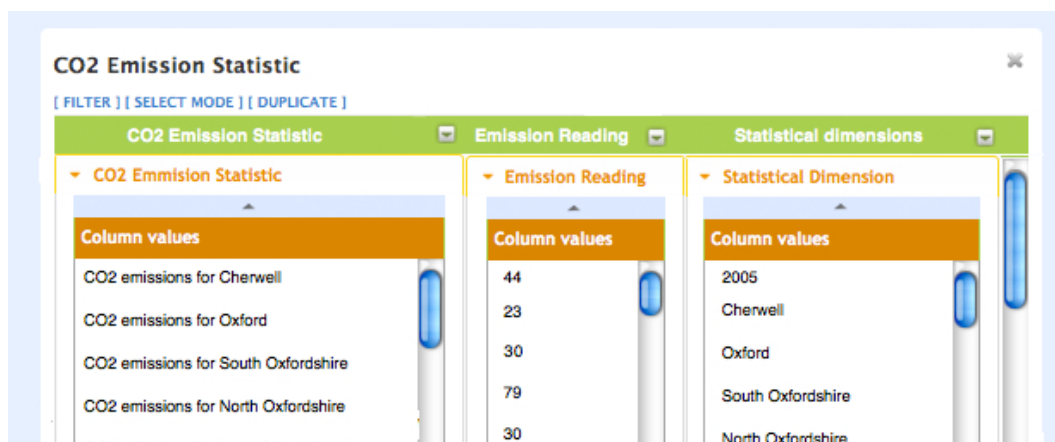 CO2 Emission Statistic
[ FILTER ] [ SELECT MODE ] [ DUPLICATE ]
CO2 Emission Statistic Emission Reading Statistical dimensions
CO2 Emmision Statistic Emission Reading Statistical Dimension
Column values Column values Column values
CO2 emissions for Cherwell 44 2005
CO2 emissions for Oxford 23 Cherwell
CO2 emissions for South Oxfordshire 30 Oxford
CO2 emissions for North Oxfordshire 79 South Oxfordshire
30 North Oxfordshire